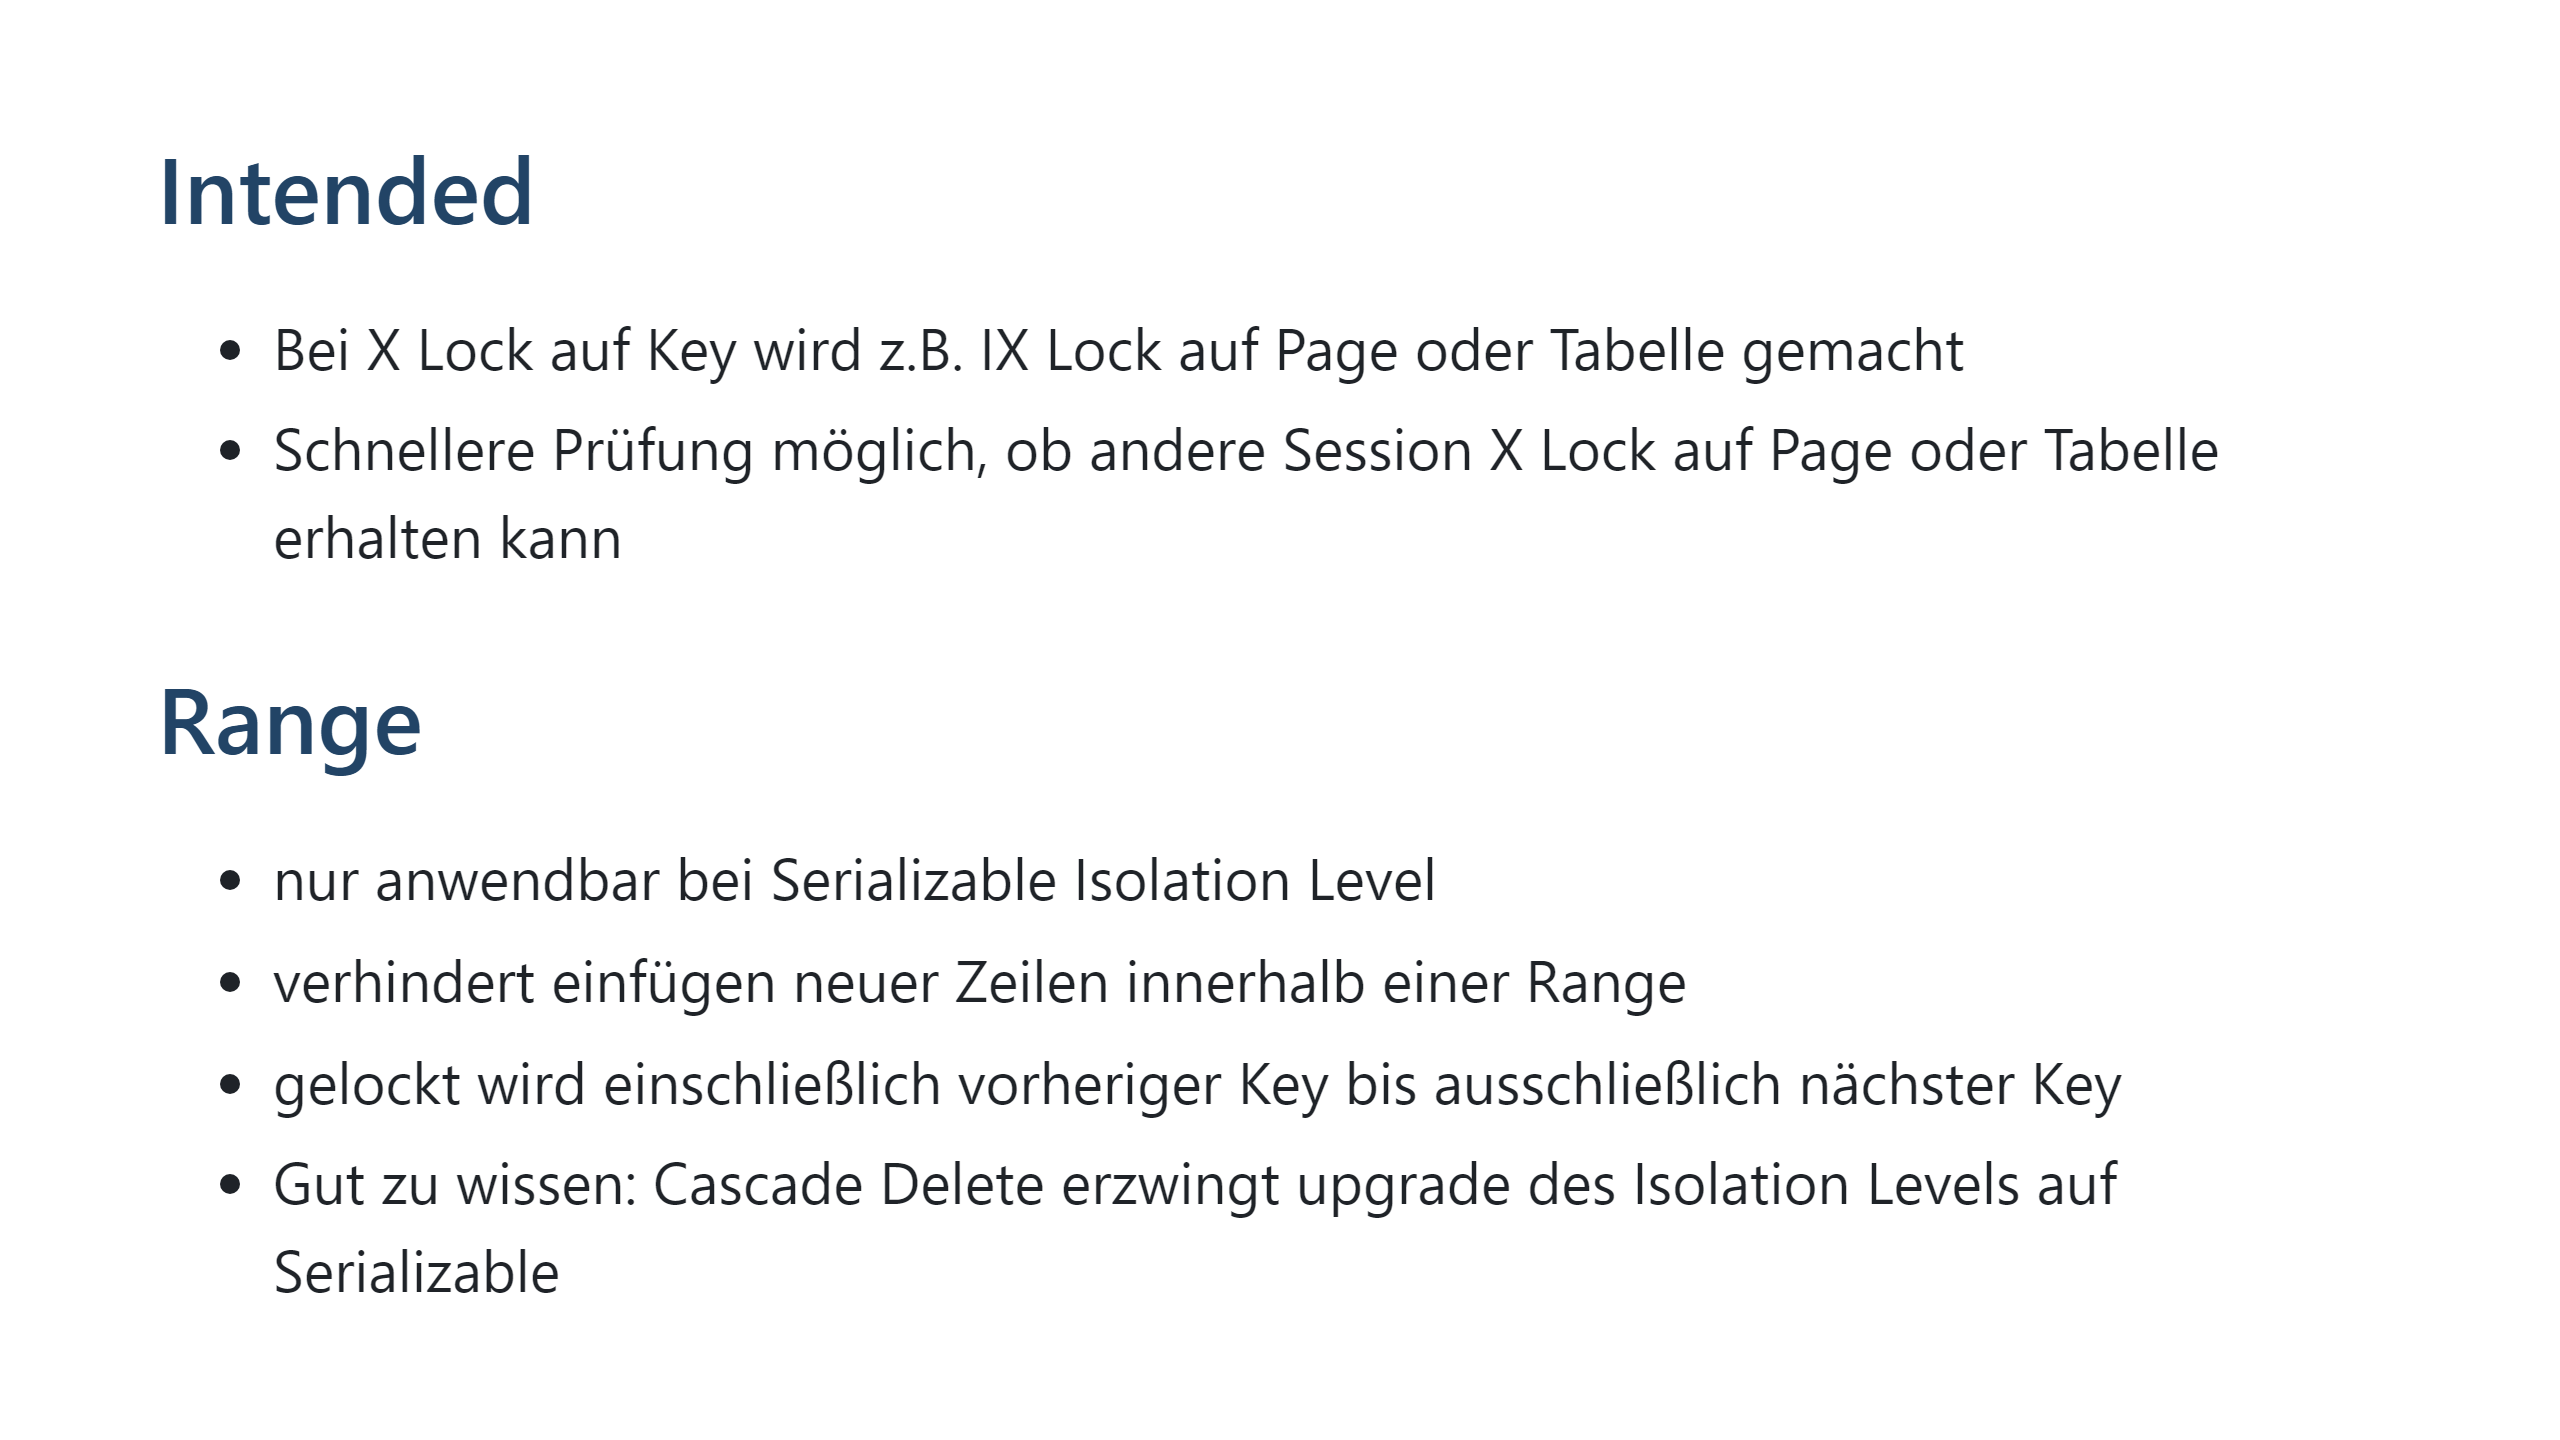 Intended
• Bei X Lock auf Key wird z.B. IX Lock auf Page oder Tabelle gemacht
• Schnellere Prüfung möglich, ob andere Session X Lock auf Page oder Tabelle
erhalten kann
Range
• nur anwendbar bei Serializable Isolation Level
• verhindert einfügen neuer Zeilen innerhalb einer Range
• gelockt wird einschließlich vorheriger Key bis ausschließlich nächster Key
• Gut zu wissen: Cascade Delete erzwingt upgrade des Isolation Levels auf
Serializable